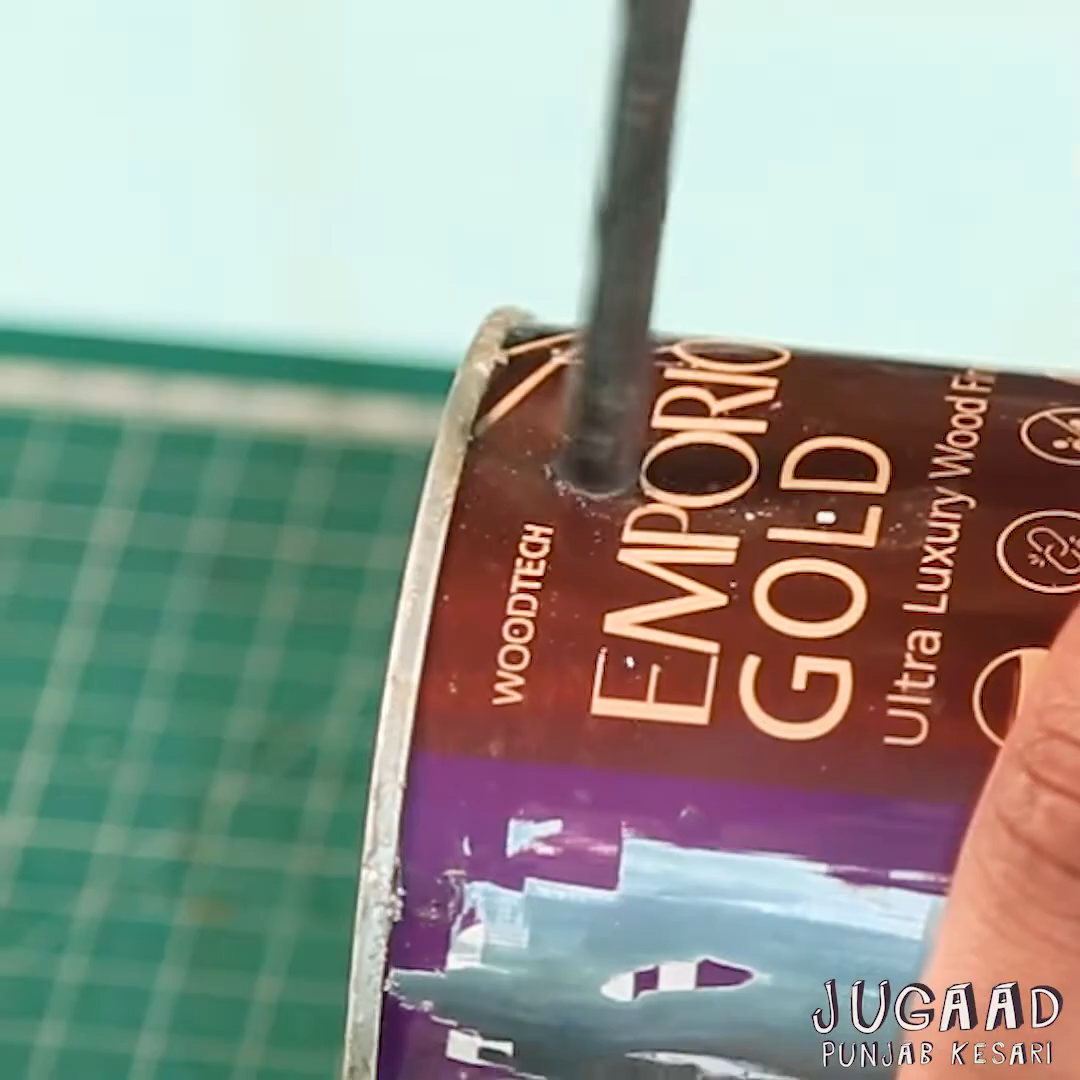 WOODTECH
EMPORIO
GOLD
Ultra Luxury Wood
JUGAAD
PUNJAB KESARI